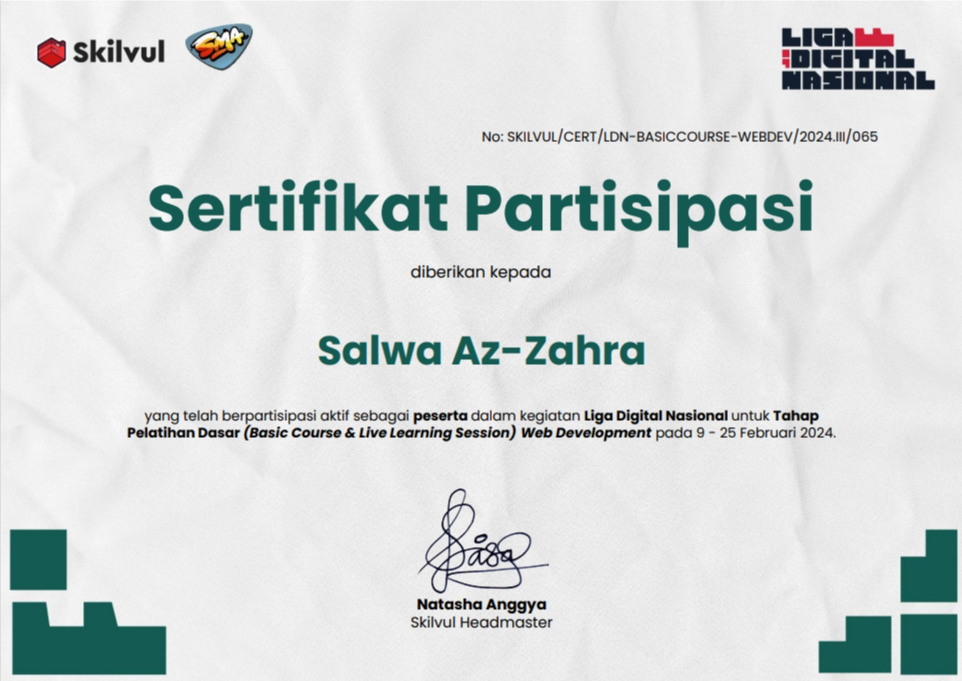 Skilvul
SMA
LIGA
DIGITAL
NASIONAL
No: SKILVUL/CERT/LDN-BASICCOURSE-WEBDEV/2024.III/065
Sertifikat Partisipasi
diberikan kepada
Salwa Az-Zahra
yang telah berpartisipasi aktif sebagai peserta dalam kegiatan Liga Digital Nasional untuk Tahap
Pelatihan Dasar (Basic Course & Live Learning Session) Web Development pada 9 - 25 Februari 2024.
Natasha Anggya
Skilvul Headmaster